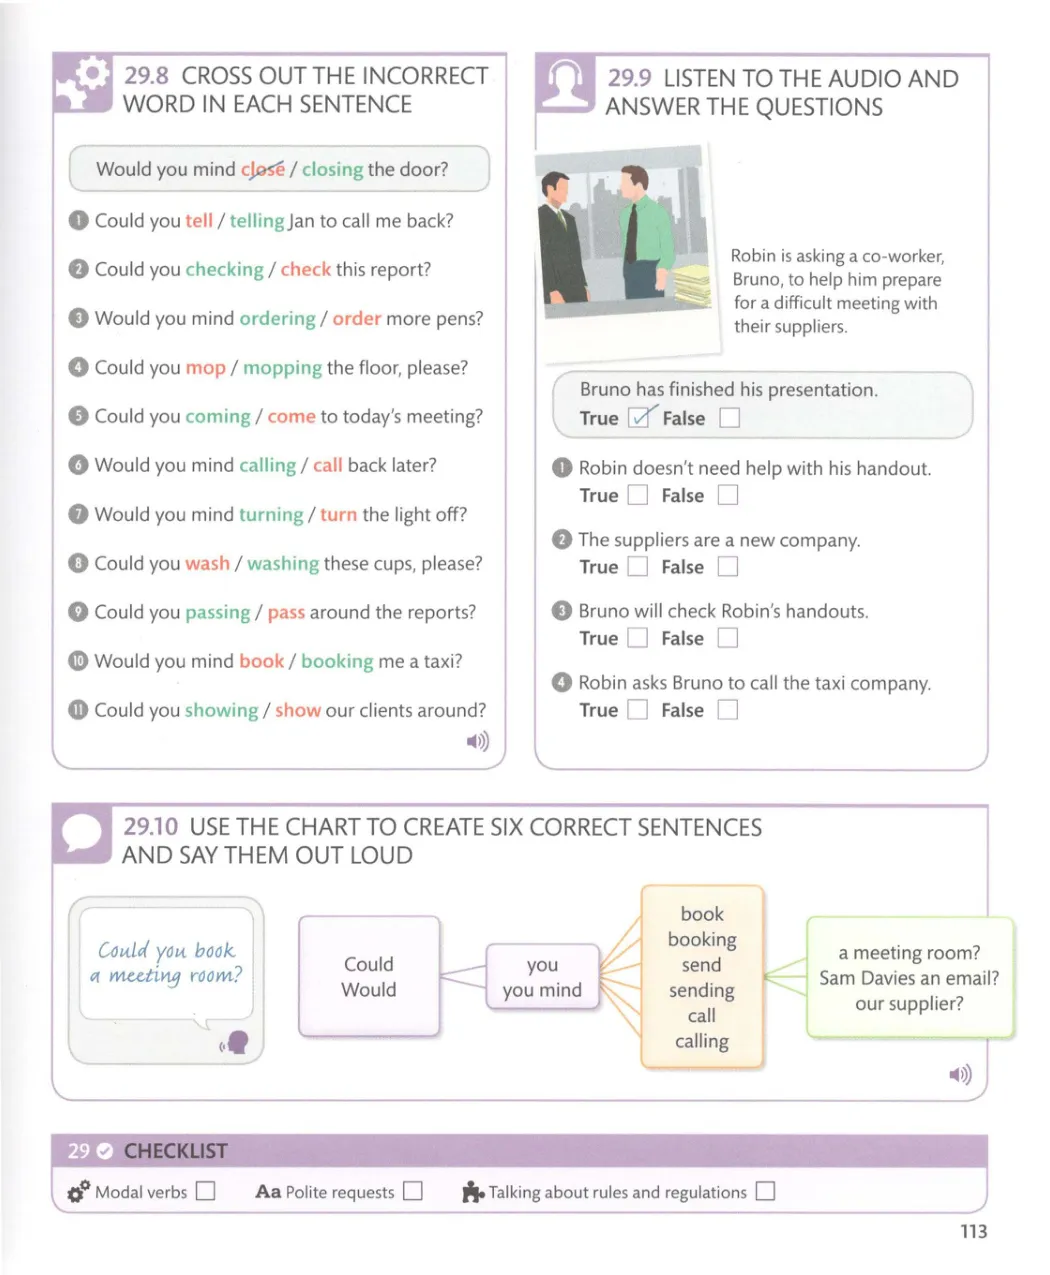 29.8 CROSS OUT THE INCORRECT
WORD IN EACH SENTENCE
Would you mind close / closing the door?
1 Could you tell / telling Jan to call me back?
2 Could you checking / check this report?
3 Would you mind ordering / order more pens?
4 Could you mop / mopping the floor, please?
5 Could you coming / come to today's meeting?
6 Would you mind calling / call back later?
7 Would you mind turning / turn the light off?
8 Could you wash / washing these cups, please?
9 Could you passing / pass around the reports?
10 Would you mind book / booking me a taxi?
11 Could you showing / show our clients around?
29.9 LISTEN TO THE AUDIO AND
ANSWER THE QUESTIONS
Robin is asking a co-worker,
Bruno, to help him prepare
for a difficult meeting with
their suppliers.
Bruno has finished his presentation.
True ☑ False ☐
1 Robin doesn't need help with his handout.
True ☐ False ☐
2 The suppliers are a new company.
True ☐ False ☐
3 Bruno will check Robin's handouts.
True ☐ False ☐
4 Robin asks Bruno to call the taxi company.
True ☐ False ☐
29.10 USE THE CHART TO CREATE SIX CORRECT SENTENCES
AND SAY THEM OUT LOUD
Could you book
a meeting room?
Could
Would
you
you mind
book
booking
send
sending
call
calling
a meeting room?
Sam Davies an email?
our supplier?
29 CHECKLIST
Modal verbs ☐ Aa Polite requests ☐ Talking about rules and regulations ☐
113